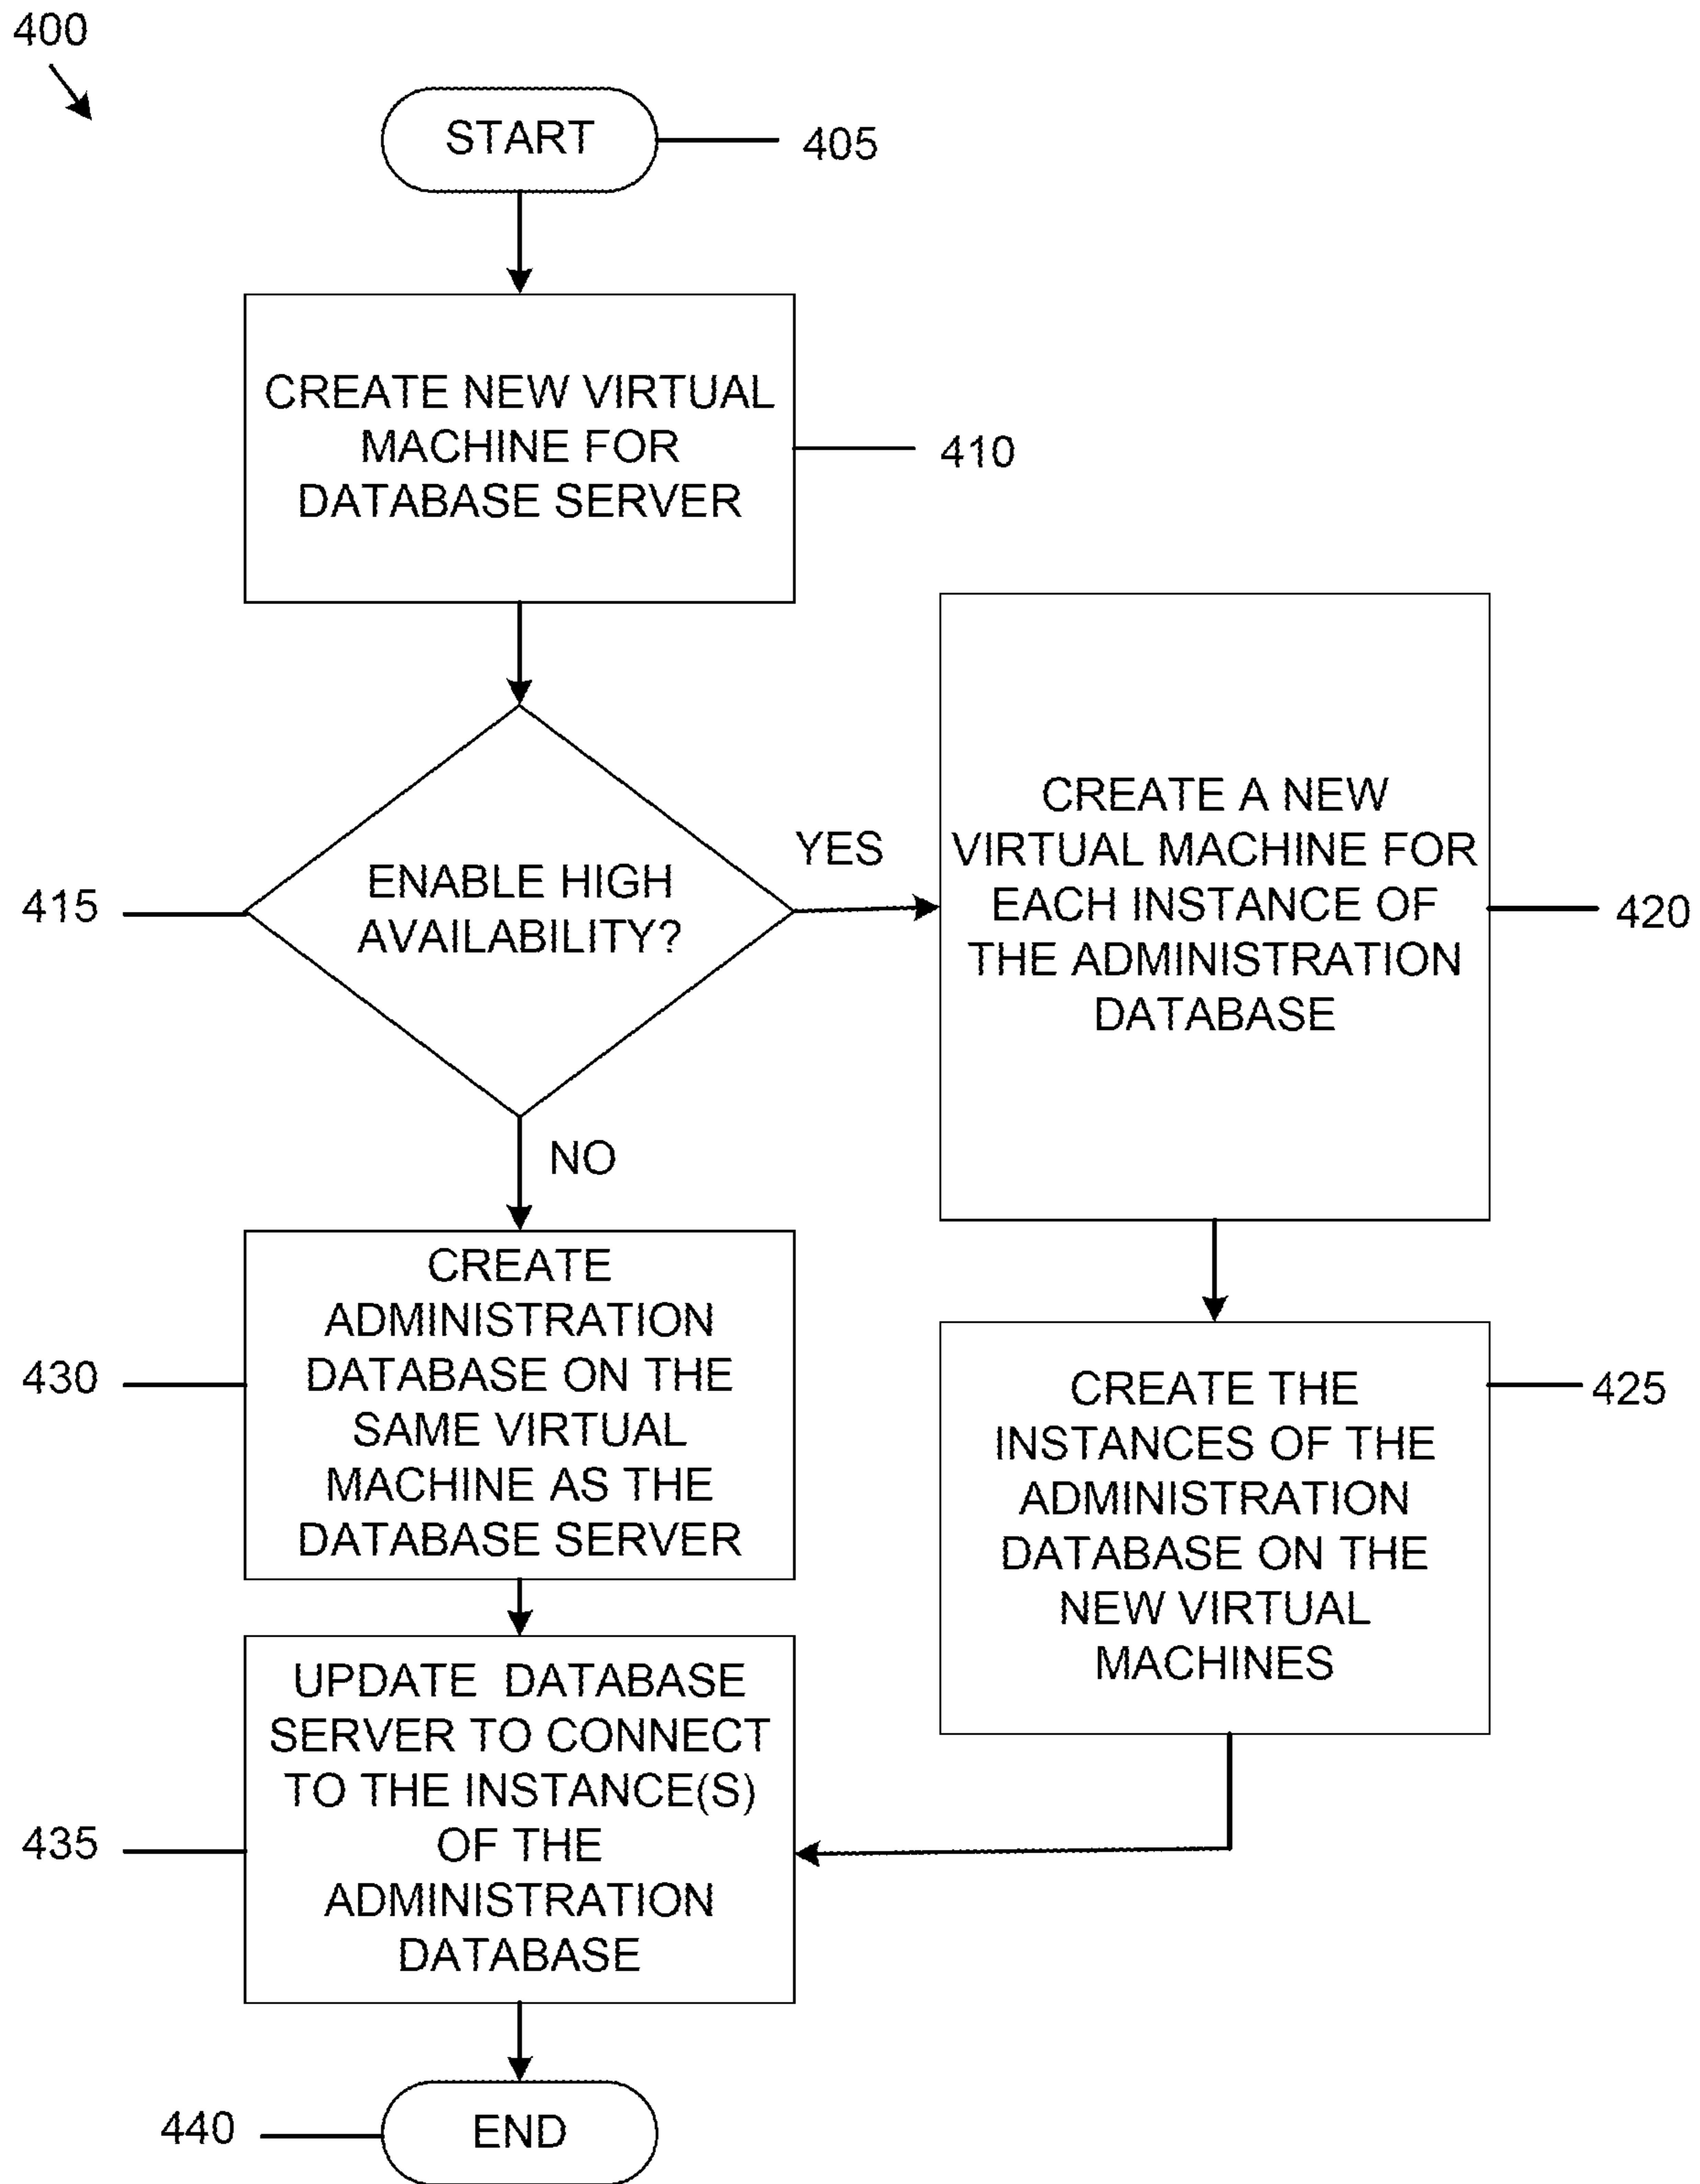 400
START
405
CREATE NEW VIRTUAL
MACHINE FOR
DATABASE SERVER
410
ENABLE HIGH
AVAILABILITY?
415
YES
CREATE A NEW
VIRTUAL MACHINE FOR
EACH INSTANCE OF
THE ADMINISTRATION
DATABASE
420
NO
CREATE
ADMINISTRATION
DATABASE ON THE
SAME VIRTUAL
MACHINE AS THE
DATABASE SERVER
430
CREATE THE
INSTANCES OF THE
ADMINISTRATION
DATABASE ON THE
NEW VIRTUAL
MACHINES
425
UPDATE DATABASE
SERVER TO CONNECT
TO THE INSTANCE(S)
OF THE
ADMINISTRATION
DATABASE
435
END
440